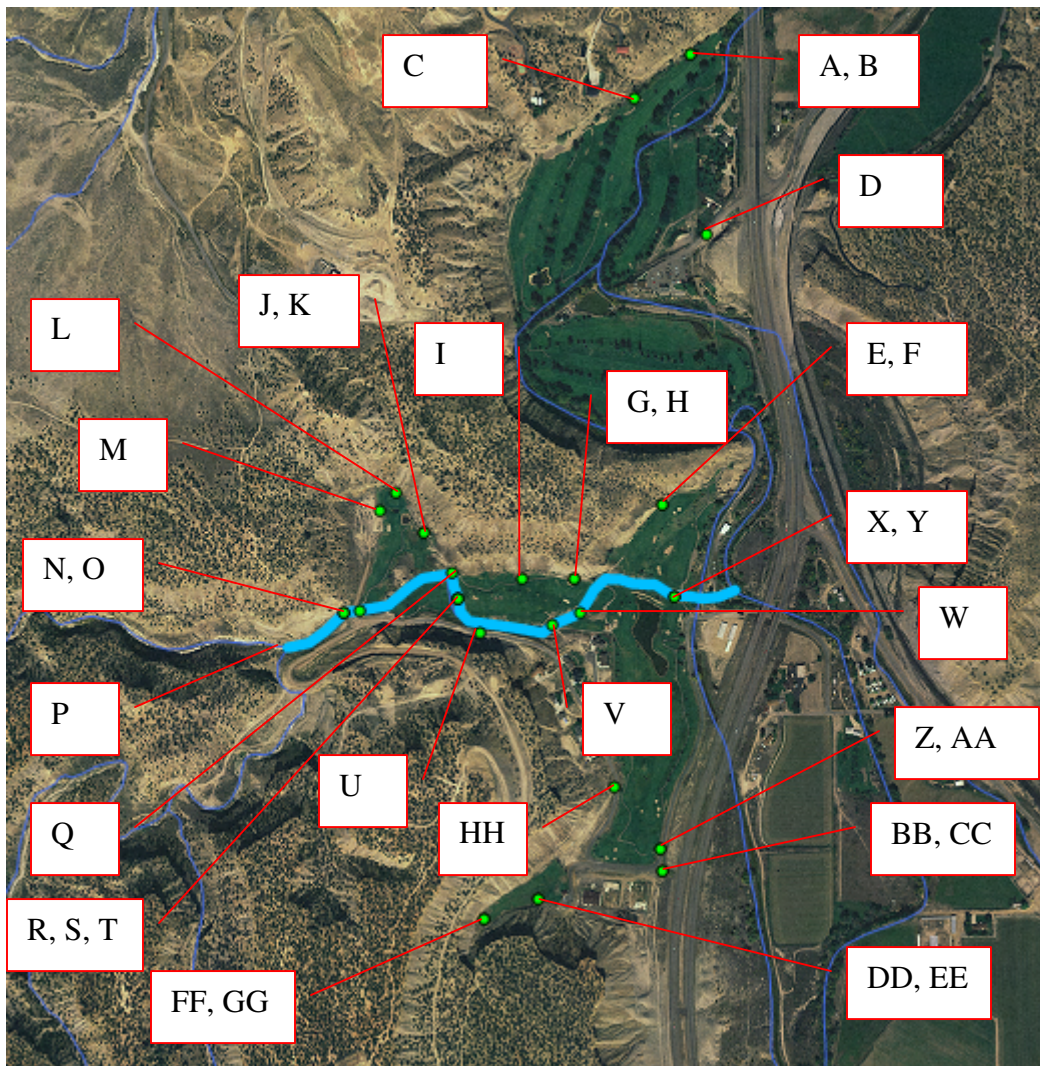 C
A, B
D
J, K
L
I
E, F
G, H
M
X, Y
N, O
W
P
V
Z, AA
U
Q
HH
BB, CC
R, S, T
FF, GG
DD, EE